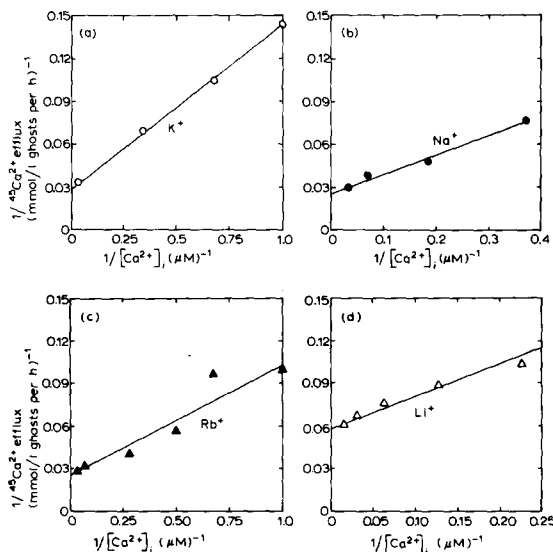 (a)
0.15
0.12
0.09
0.06
0.03
0
K⁺
0 0.25 0.50 0.75 1.0
1/[Ca²⁺]ᵢ (μM)⁻¹
1/⁴⁵Ca²⁺ efflux
(mmol/l ghosts per h)⁻¹
(b)
0.15
0.12
0.09
0.06
0.03
0
Na⁺
0 0.1 0.2 0.3 0.4
1/[Ca²⁺]ᵢ (μM)⁻¹
(c)
0.15
0.12
0.09
0.06
0.03
0
Rb⁺
0 0.25 0.50 0.75 1.0
1/[Ca²⁺]ᵢ (μM)⁻¹
1/⁴⁵Ca²⁺ efflux
(mmol/l ghosts per h)⁻¹
(d)
0.15
0.12
0.09
0.06
0.03
0
Li⁺
0 0.05 0.10 0.15 0.20 0.25
1/[Ca²⁺]ᵢ (μM)⁻¹